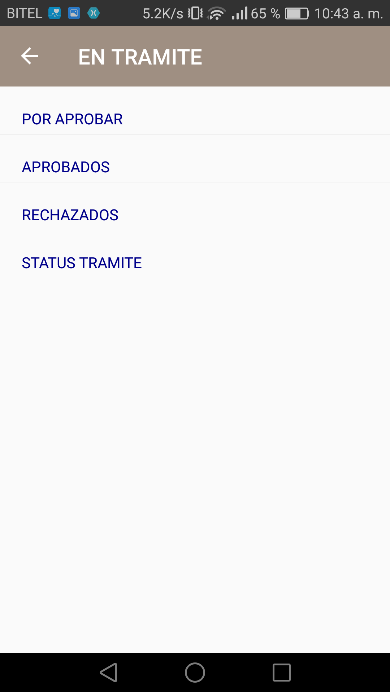 BITEL 5.2K/s 65 % 10:43 a. m.
EN TRAMITE
POR APROBAR
APROBADOS
RECHAZADOS
STATUS TRAMITE